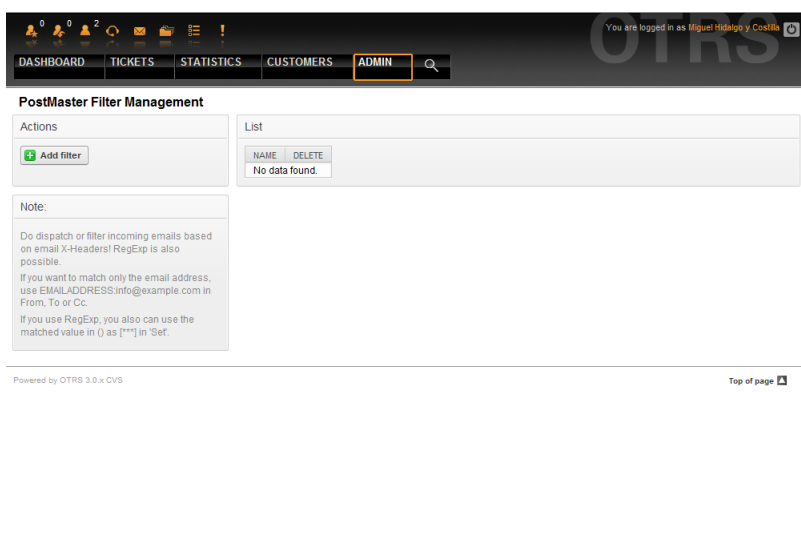 0 0 2
You are logged in as Miguel Hidalgo y Costilla
OTRS
DASHBOARD TICKETS STATISTICS CUSTOMERS ADMIN
PostMaster Filter Management
Actions
Add filter
List
NAME DELETE
No data found.
Note:
Do dispatch or filter incoming emails based
on email X-Headers! RegExp is also
possible.
If you want to match only the email address,
use EMAILADDRESS:info@example.com in
From, To or Cc.
If you use RegExp, you also can use the
matched value in () as [***] in 'Set'.
Powered by OTRS 3.0.x CVS
Top of page